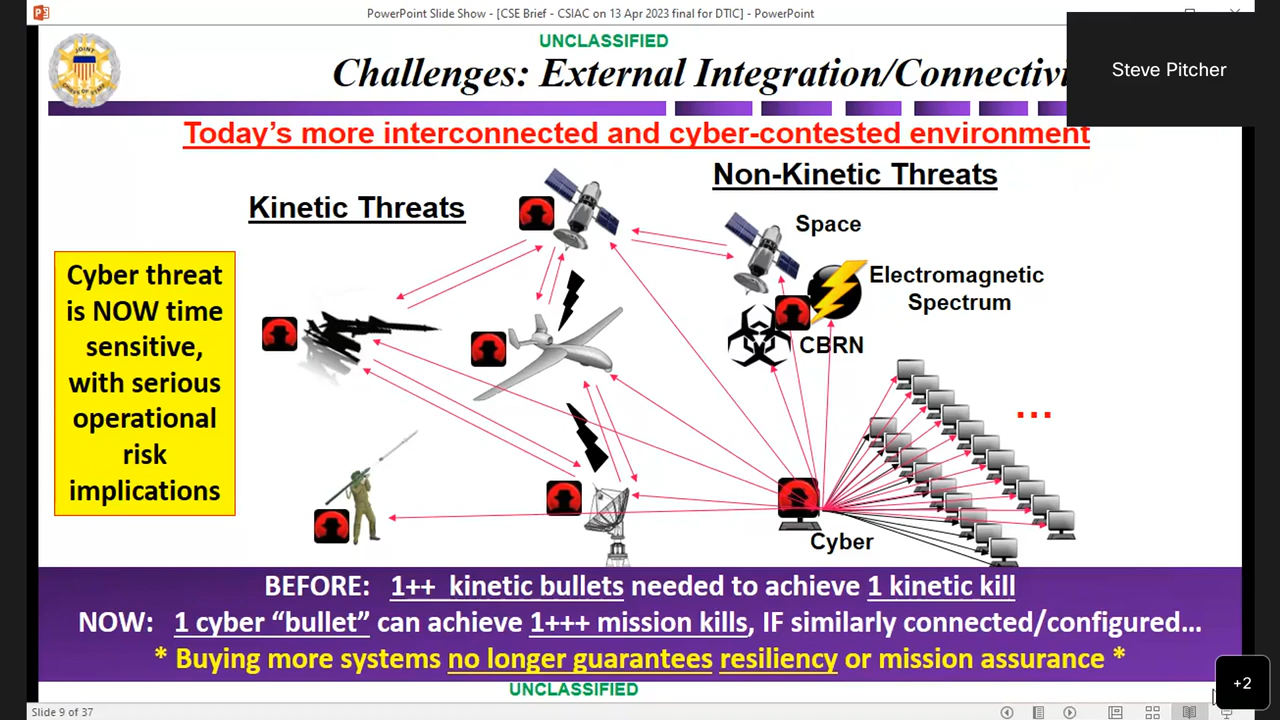 PowerPoint Slide Show - [CSE Brief - CSIAC on 13 Apr 2023 final for DTIC] - PowerPoint
UNCLASSIFIED
Challenges: External Integration/Connectivi
Steve Pitcher
JOINT
Today's more interconnected and cyber-contested environment
Non-Kinetic Threats
Kinetic Threats
Space
Cyber threat
is NOW time
sensitive,
with serious
operational
risk
implications
Electromagnetic
Spectrum
CBRN
...
Cyber
BEFORE: 1++ kinetic bullets needed to achieve 1 kinetic kill
NOW: 1 cyber “bullet” can achieve 1+++ mission kills, IF similarly connected/configured…
* Buying more systems no longer guarantees resiliency or mission assurance *
UNCLASSIFIED
+2
Slide 9 of 37